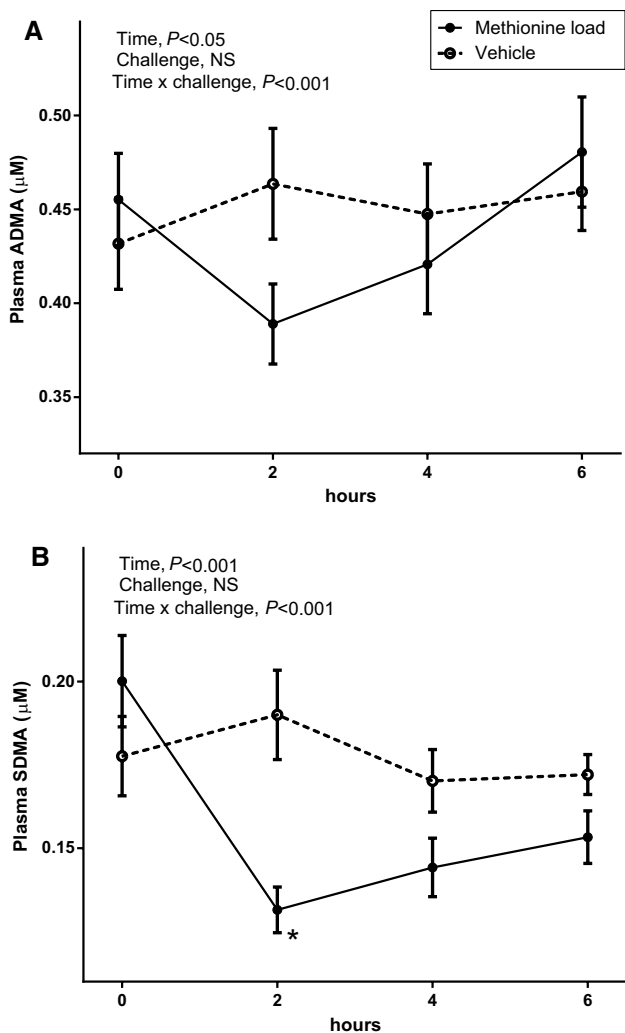 A
Time, P<0.05
Challenge, NS
Time x challenge, P<0.001
Methionine load
Vehicle
Plasma ADMA (μM)
0.50
0.45
0.40
0.35
0 2 4 6
hours
B
Time, P<0.001
Challenge, NS
Time x challenge, P<0.001
Plasma SDMA (μM)
0.20
0.15
*
0 2 4 6
hours